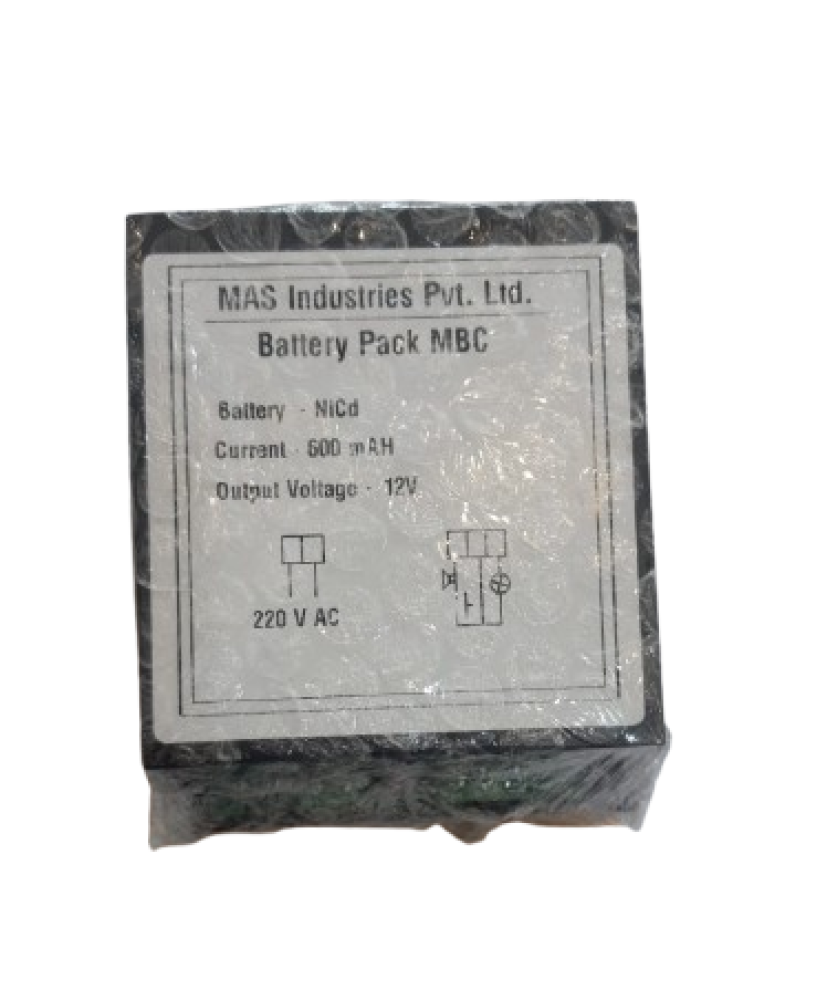 MAS Industries Pvt. Ltd.
Battery Pack MBC
Battery - NiCd
Current - 600 mAH
Output Voltage - 12V
220 V AC